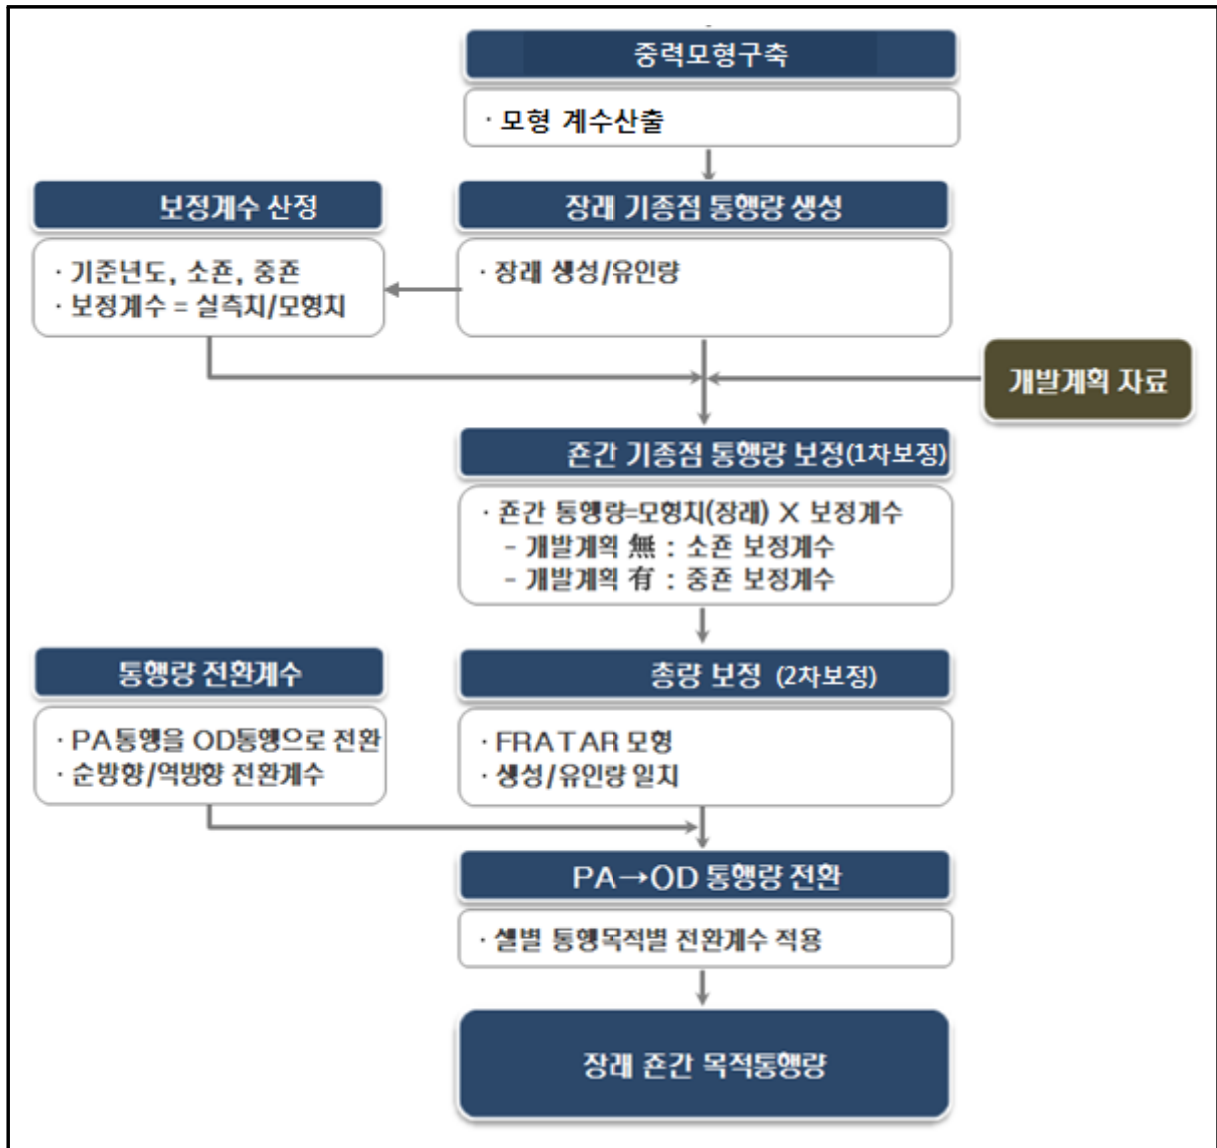 중력모형구축
· 모형 계수산출
보정계수 산정
· 기준년도, 소죤, 중죤
· 보정계수 = 실측치/모형치
장래 기종점 통행량 생성
· 장래 생성/유인량
개발계획 자료
죤간 기종점 통행량 보정(1차보정)
· 죤간 통행량=모형치(장래) X 보정계수
- 개발계획 無 : 소죤 보정계수
- 개발계획 有 : 중죤 보정계수
통행량 전환계수
· PA통행을 OD통행으로 전환
· 순방향/역방향 전환계수
총량 보정 (2차보정)
· FRATAR 모형
· 생성/유인량 일치
PA→OD 통행량 전환
· 셀별 통행목적별 전환계수 적용
장래 죤간 목적통행량